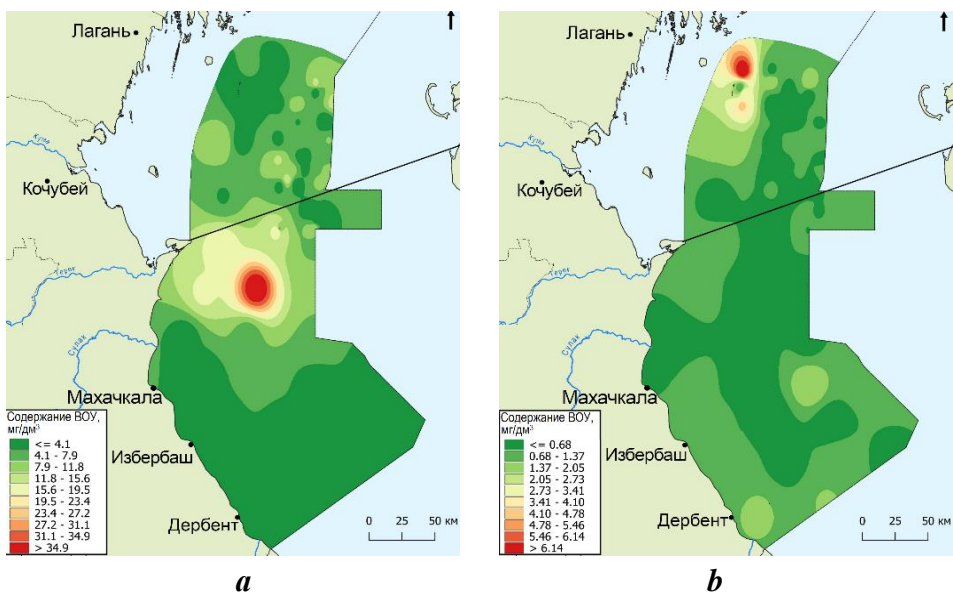 Лагань
Кума
Кочубей
Терек
Сулак
Махачкала
Содержание ВОУ,
мг/дм³
<= 4.1
4.1 - 7.9
7.9 - 11.8
11.8 - 15.6
15.6 - 19.5
19.5 - 23.4
23.4 - 27.2
27.2 - 31.1
31.1 - 34.9
> 34.9
Избербаш
Дербент
0 25 50 км
a
Лагань
Кума
Кочубей
Терек
Сулак
Махачкала
Содержание ВОУ,
мг/дм³
<= 0.68
0.68 - 1.37
1.37 - 2.05
2.05 - 2.73
2.73 - 3.41
3.41 - 4.10
4.10 - 4.78
4.78 - 5.46
5.46 - 6.14
> 6.14
Избербаш
Дербент
0 25 50 км
b